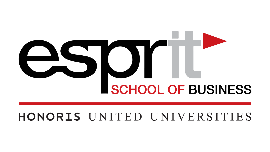 esprit
SCHOOL OF BUSINESS
HONORIS UNITED UNIVERSITIES